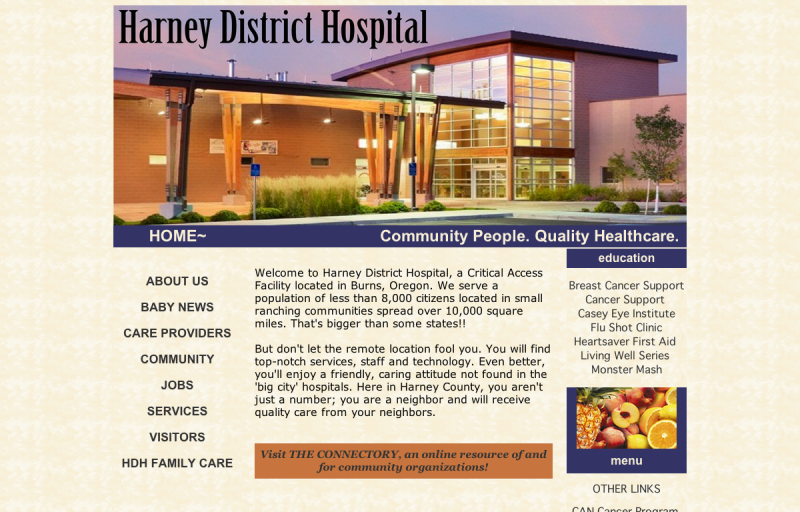 Harney District Hospital
HOME~
Community People. Quality Healthcare.
ABOUT US
BABY NEWS
CARE PROVIDERS
COMMUNITY
JOBS
SERVICES
VISITORS
HDH FAMILY CARE
Welcome to Harney District Hospital, a Critical Access
Facility located in Burns, Oregon. We serve a
population of less than 8,000 citizens located in small
ranching communities spread over 10,000 square
miles. That's bigger than some states!!
But don't let the remote location fool you. You will find
top-notch services, staff and technology. Even better,
you'll enjoy a friendly, caring attitude not found in the
'big city' hospitals. Here in Harney County, you aren't
just a number; you are a neighbor and will receive
quality care from your neighbors.
Visit THE CONNECTORY, an online resource of and
for community organizations!
education
Breast Cancer Support
Cancer Support
Casey Eye Institute
Flu Shot Clinic
Heartsaver First Aid
Living Well Series
Monster Mash
menu
OTHER LINKS
CAN Cancer Program